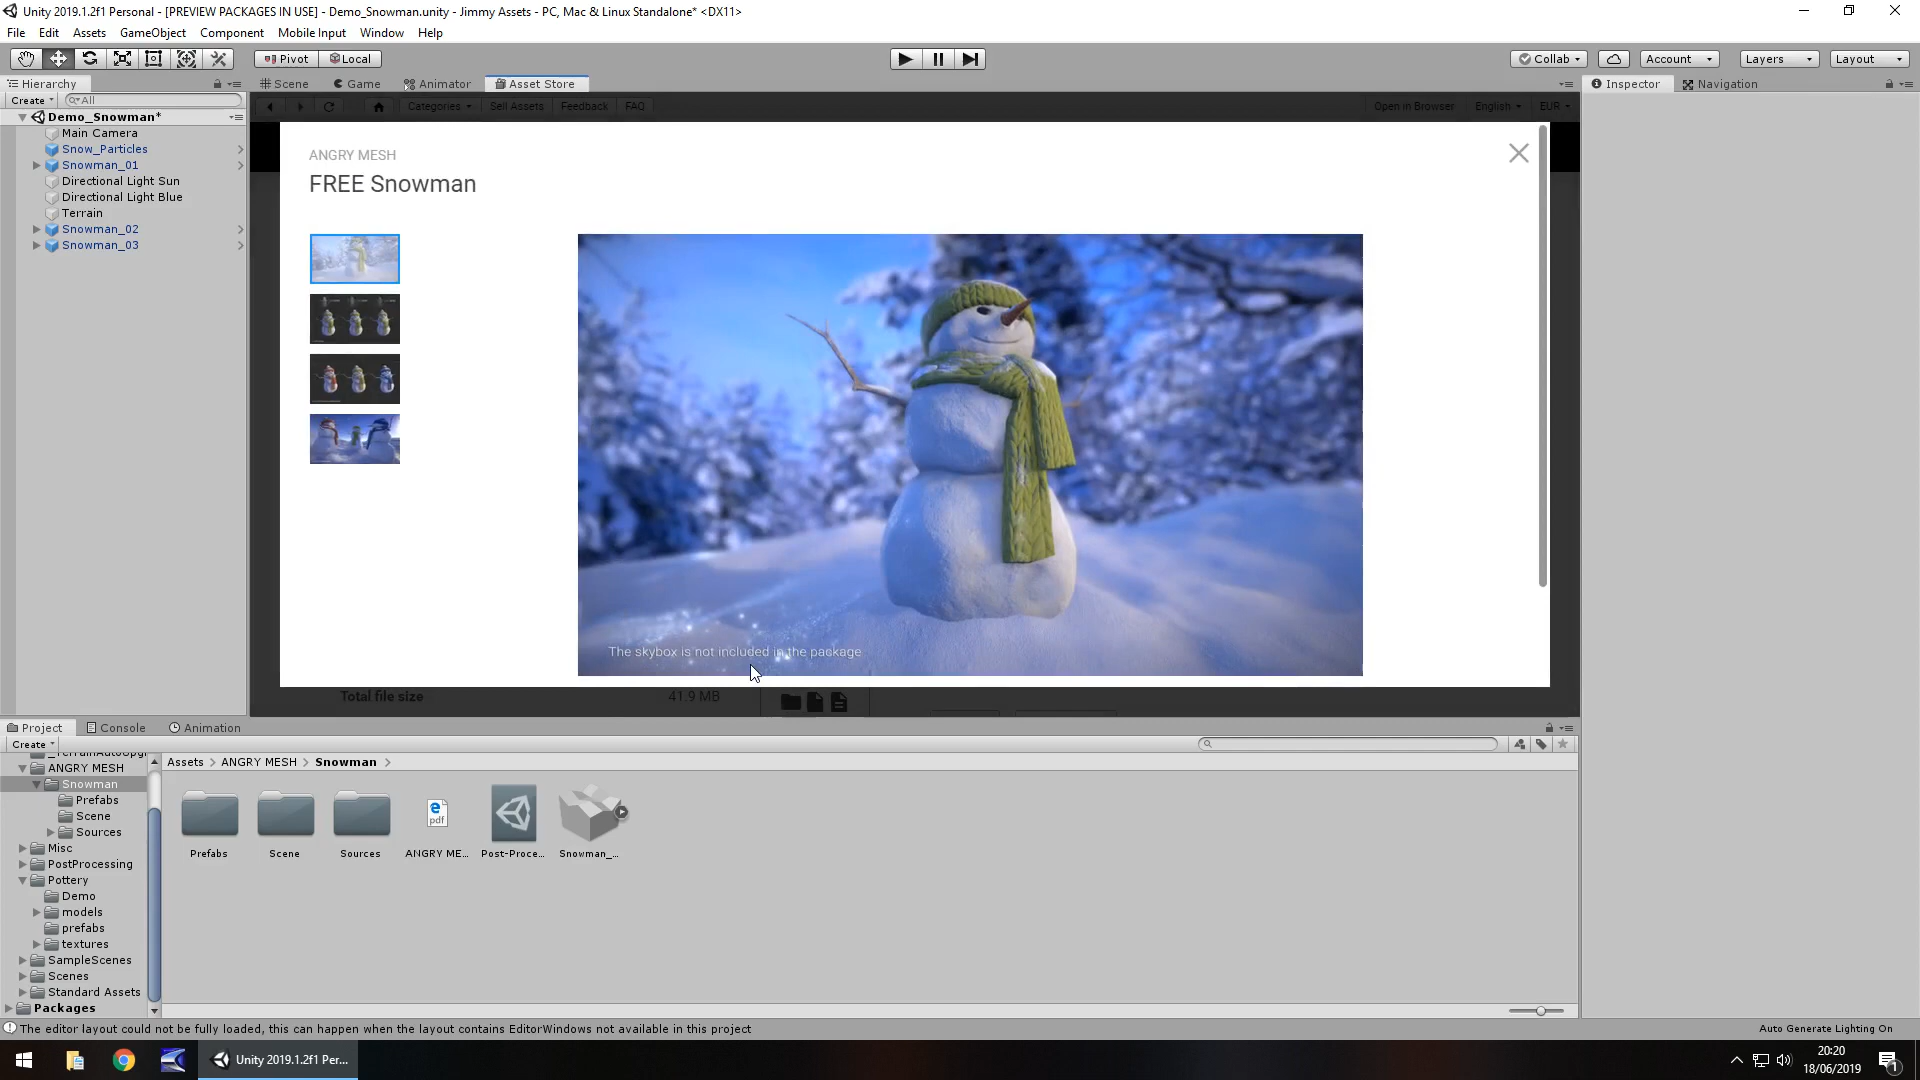 Unity 2019.1.2f1 Personal - [PREVIEW PACKAGES IN USE] - Demo_Snowman.unity - Jimmy Assets - PC, Mac & Linux Standalone* <DX11>
File Edit Assets GameObject Component Mobile Input Window Help
Pivot Local Collab Account Layers Layout
Hierarchy Scene Game Animator Asset Store Inspector Navigation
Create All Categories Sell Assets Feedback FAQ Open in Browser English EUR
Demo_Snowman*
Main Camera
Snow_Particles
Snowman_01
Directional Light Sun
Directional Light Blue
Terrain
Snowman_02
Snowman_03
ANGRY MESH
FREE Snowman
The skybox is not included in the package
Total file size 41.9 MB
Project Console Animation
Create
ANGRY MESH
Snowman
Prefabs
Scene
Sources
Misc
PostProcessing
Pottery
Demo
models
prefabs
textures
SampleScenes
Scenes
Standard Assets
Packages
Assets > ANGRY MESH > Snowman >
pdf
Prefabs Scene Sources ANGRY ME... Post-Proce... Snowman_...
The editor layout could not be fully loaded, this can happen when the layout contains EditorWindows not available in this project
Auto Generate Lighting On
Unity 2019.1.2f1 Per...
20:20
18/06/2019
1